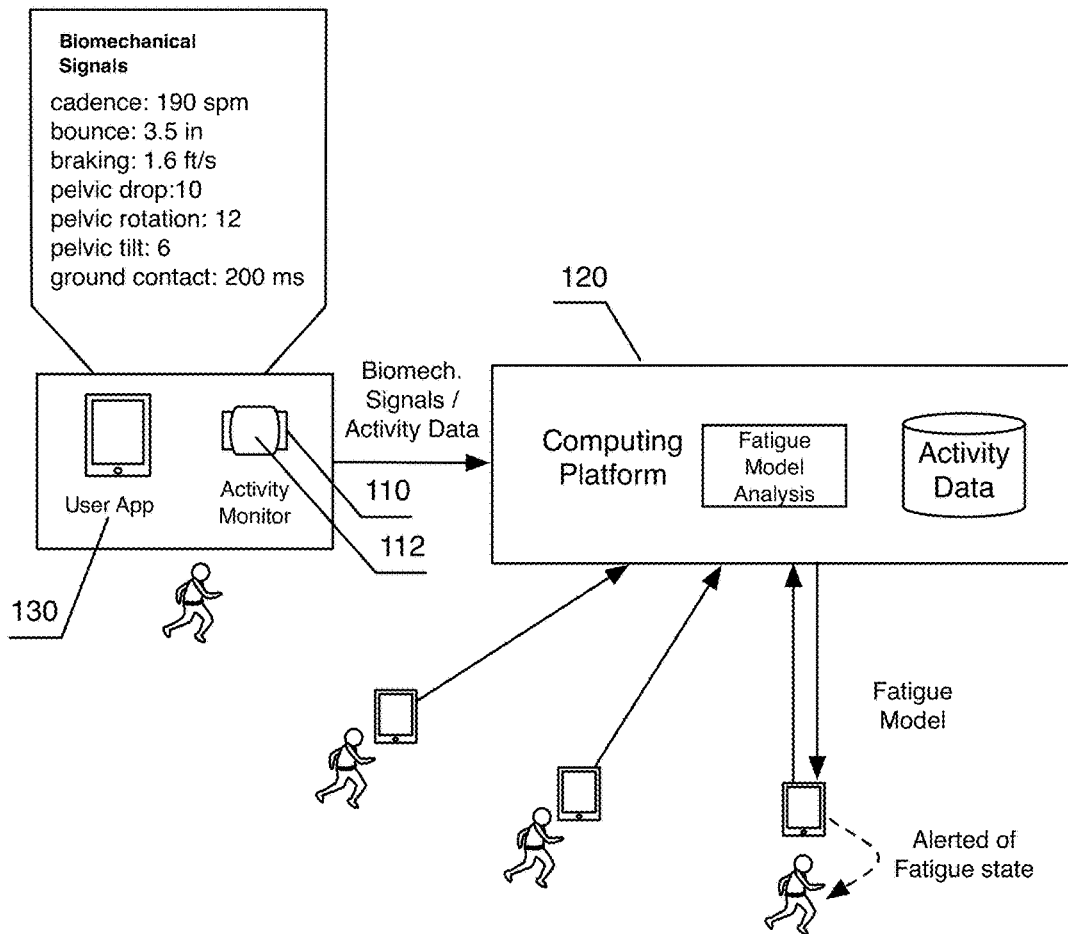 Biomechanical
Signals
cadence: 190 spm
bounce: 3.5 in
braking: 1.6 ft/s
pelvic drop:10
pelvic rotation: 12
pelvic tilt: 6
ground contact: 200 ms
120
Biomech.
Signals /
Activity Data
User App
Activity
Monitor
110
112
130
Computing
Platform
Fatigue
Model
Analysis
Activity
Data
Fatigue
Model
Alerted of
Fatigue state